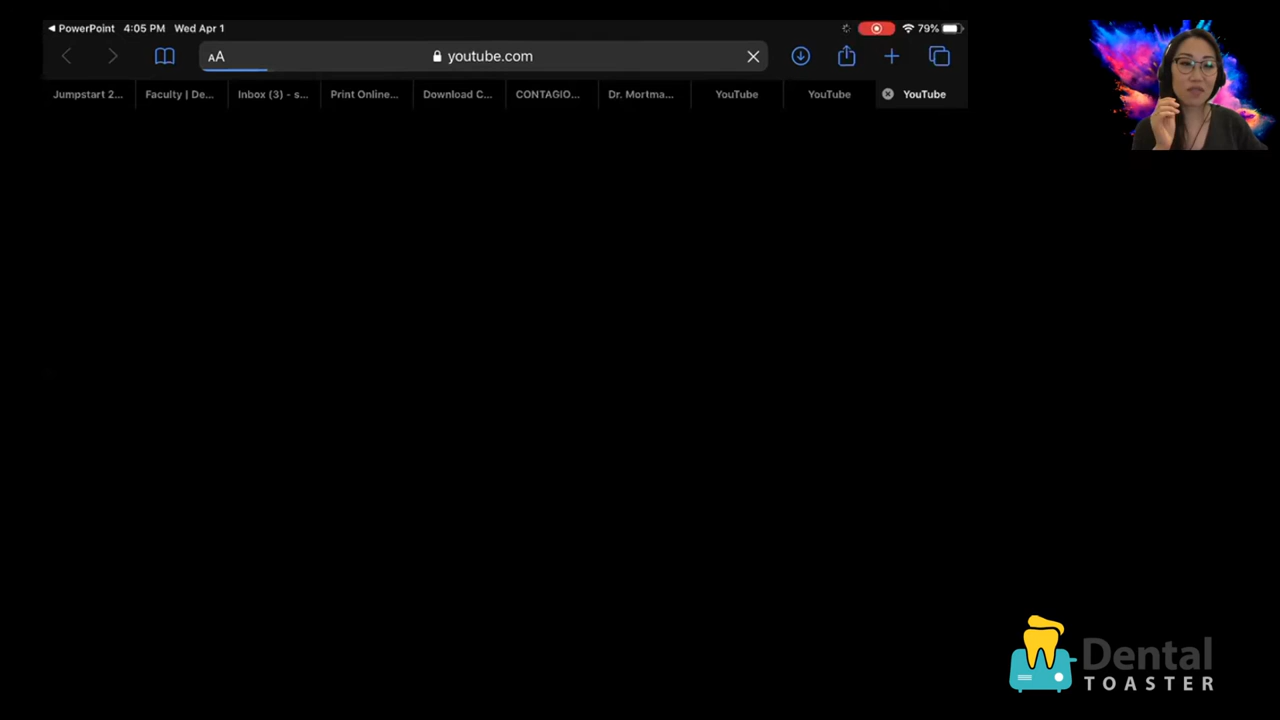 PowerPoint 4:05 PM Wed Apr 1 79%
AA youtube.com
Jumpstart 2... Faculty | De... Inbox (3) - s... Print Online... Download C... CONTAGIO... Dr. Mortma... YouTube YouTube YouTube
Dental
TOASTER